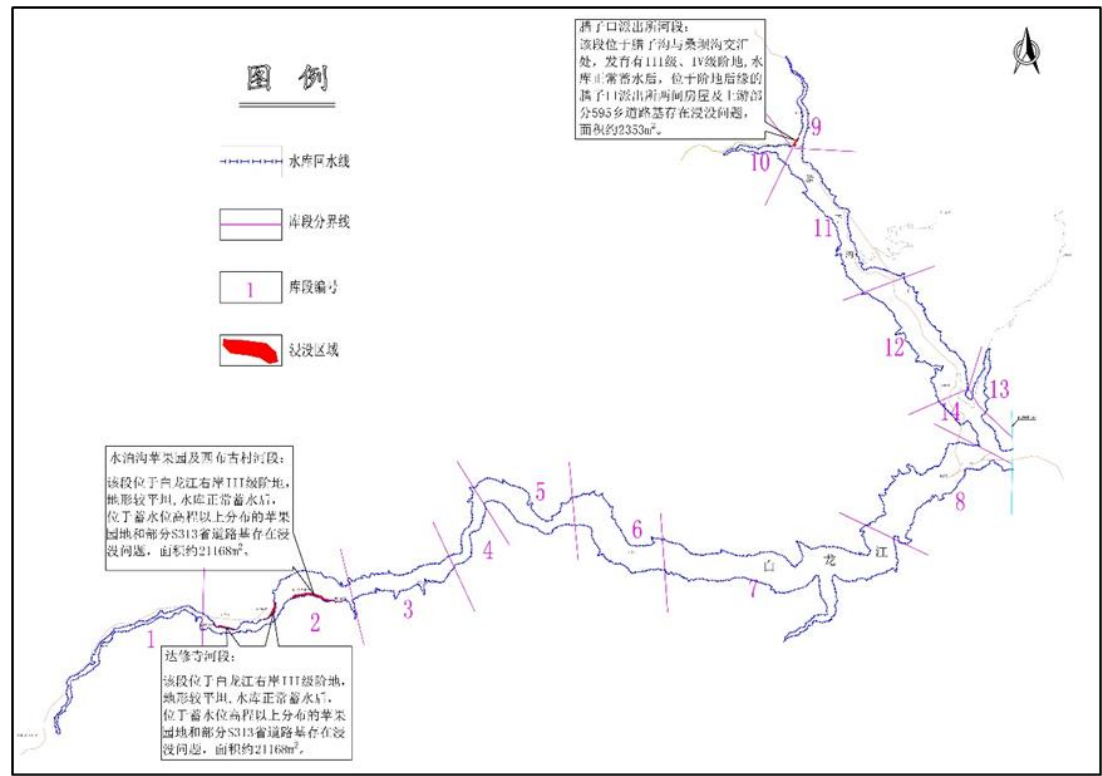 图 例
水库回水线
库段分界线
1
库段编号
浸没区域
腊子口派出所河段:
该段位于腊子沟与桑坝沟交汇
处，发育有III级、IV级阶地,水
库正常蓄水后，位于阶地后缘的
腊子口派出所两间房屋及上游部
分595乡道路基存在浸没问题，
面积约2353m²。
9
10
11
沟
12
13
14
8
水泊沟苹果园及西布古村河段:
该段位于白龙江右岸III级阶地，
地形较平坦,水库正常蓄水后，
位于蓄水位高程以上分布的苹果
园地和部分S313省道路基存在浸
没问题，面积约21168m²。
5
6
4
白 龙 江
7
3
2
1
达修寺河段:
该段位于白龙江右岸III级阶地，
地形较平坦,水库正常蓄水后，
位于蓄水位高程以上分布的苹果
园地和部分S313省道路基存在浸
没问题，面积约21168m²。